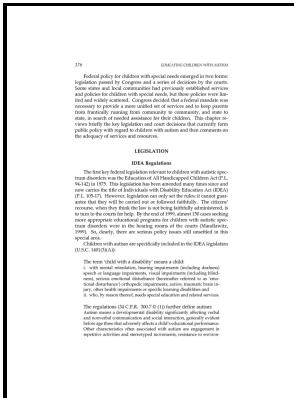 176 EDUCATING CHILDREN WITH AUTISM
Federal policy for children with special needs emerged in two forms:
legislation passed by Congress and a series of decisions by the courts.
Some states and local communities had previously established services
and policies for children with special needs, but these policies were lim-
ited and widely scattered. Congress decided that a federal mandate was
necessary to provide a more unified set of services and to keep parents
from frantically roaming from community to community, and state to
state, in search of needed assistance for their children. This chapter re-
views briefly the key legislation and court decisions that currently form
public policy with regard to children with autism and then comments on
the adequacy of services and resources.
LEGISLATION
IDEA Regulations
The first key federal legislation relevant to children with autistic spec-
trum disorders was the Education of All Handicapped Children Act (P.L.
94-142) in 1975. This legislation has been amended many times since and
now carries the title of Individuals with Disability Education Act (IDEA)
(P.L. 105-17). However, legislation can only set the rules; it cannot guar-
antee that they will be carried out or followed faithfully. The citizens'
recourse, when they think the law is not being faithfully administered, is
to turn to the courts for help. By the end of 1999, almost 150 cases seeking
more appropriate educational programs for children with autistic spec-
trum disorders were in the hearing rooms of the courts (Mandlawitz,
1999). So, clearly, there are serious policy issues still unsettled in this
special area.
Children with autism are specifically included in the IDEA legislation
(U.S.C. 1401(3)(A)):
The term 'child with a disability' means a child:
i. with mental retardation, hearing impairments (including deafness)
speech or language impairments, visual impairments (including blind-
ness), serious emotional disturbance (hereinafter referred to as 'emo-
tional disturbance') orthopedic impairments, autism, traumatic brain in-
jury, other health impairments or specific learning disabilities and
ii. who, by reason thereof, needs special education and related services.
The regulations (34 C.F.R. 300.7 © (1)) further define autism:
Autism means a developmental disability significantly affecting verbal
and nonverbal communication and social interaction, generally evident
before age three that adversely affects a child's educational performance.
Other characteristics often associated with autism are engagement in
repetitive activities and stereotyped movements, resistance to environ-